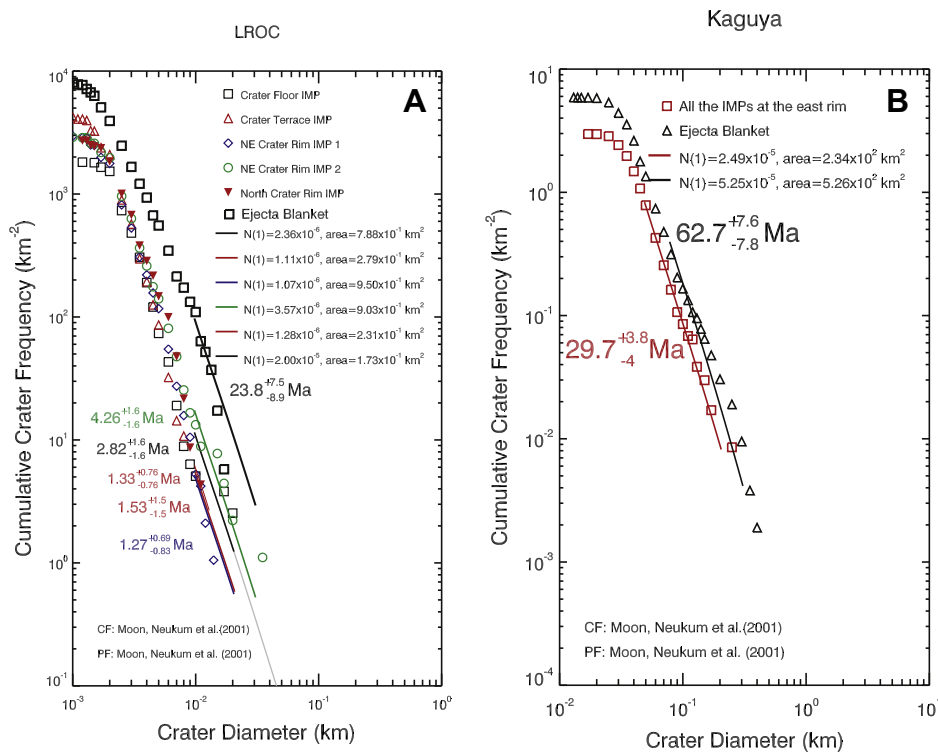 LROC
A
Crater Floor IMP
Crater Terrace IMP
NE Crater Rim IMP 1
NE Crater Rim IMP 2
North Crater Rim IMP
Ejecta Blanket
N(1)=2.36x10⁻⁶, area=7.88x10⁻¹ km²
N(1)=1.11x10⁻⁶, area=2.79x10⁻¹ km²
N(1)=1.07x10⁻⁶, area=9.50x10⁻¹ km²
N(1)=3.57x10⁻⁶, area=9.03x10⁻¹ km²
N(1)=1.28x10⁻⁶, area=2.31x10⁻¹ km²
N(1)=2.00x10⁻⁵, area=1.73x10⁻¹ km²
23.8 +7.5 -8.9 Ma
4.26 +1.6 -1.6 Ma
2.82 +1.6 -1.6 Ma
1.33 +0.76 -0.76 Ma
1.53 +1.5 -1.5 Ma
1.27 +0.69 -0.83 Ma
CF: Moon, Neukum et al.(2001)
PF: Moon, Neukum et al. (2001)
Cumulative Crater Frequency (km⁻²)
10⁴
10³
10²
10¹
10⁰
10⁻¹
10⁻³ 10⁻² 10⁻¹ 10⁰
Crater Diameter (km)
Kaguya
B
All the IMPs at the east rim
Ejecta Blanket
N(1)=2.49x10⁻⁵, area=2.34x10² km²
N(1)=5.25x10⁻⁵, area=5.26x10² km²
62.7 +7.6 -7.8 Ma
29.7 +3.8 -4 Ma
CF: Moon, Neukum et al.(2001)
PF: Moon, Neukum et al. (2001)
Cumulative Crater Frequency (km⁻²)
10¹
10⁰
10⁻¹
10⁻²
10⁻³
10⁻⁴
10⁻² 10⁻¹ 10⁰ 10
Crater Diameter (km)